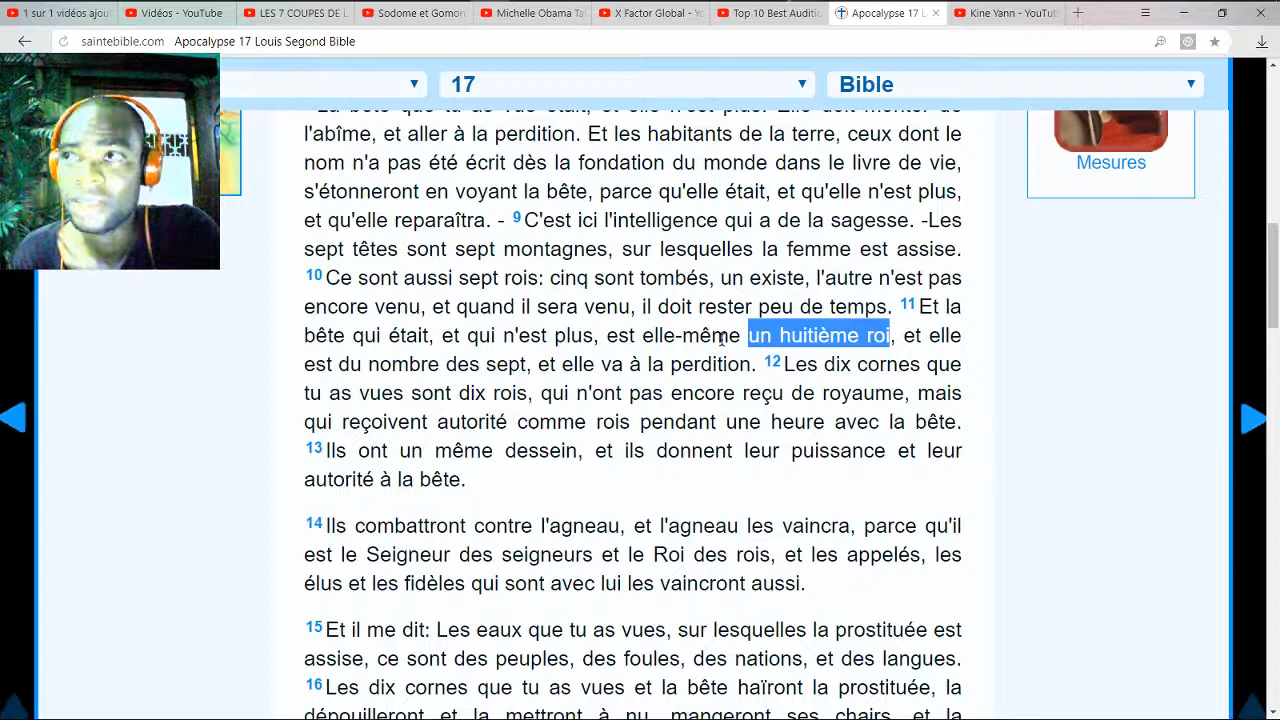 1 sur 1 vidéos ajou
Vidéos - YouTube
LES 7 COUPES DE L
Sodome et Gomor
Michelle Obama Ta
X Factor Global - Yo
Top 10 Best Auditi
Apocalypse 17 L
Kine Yann - YouTu
saintebible.com Apocalypse 17 Louis Segond Bible
17
Bible
l'abîme, et aller à la perdition. Et les habitants de la terre, ceux dont le
nom n'a pas été écrit dès la fondation du monde dans le livre de vie,
s'étonneront en voyant la bête, parce qu'elle était, et qu'elle n'est plus,
et qu'elle reparaîtra. - 9 C'est ici l'intelligence qui a de la sagesse. -Les
sept têtes sont sept montagnes, sur lesquelles la femme est assise.
10 Ce sont aussi sept rois: cinq sont tombés, un existe, l'autre n'est pas
encore venu, et quand il sera venu, il doit rester peu de temps. 11 Et la
bête qui était, et qui n'est plus, est elle-même un huitième roi, et elle
est du nombre des sept, et elle va à la perdition. 12 Les dix cornes que
tu as vues sont dix rois, qui n'ont pas encore reçu de royaume, mais
qui reçoivent autorité comme rois pendant une heure avec la bête.
13 Ils ont un même dessein, et ils donnent leur puissance et leur
autorité à la bête.
14 Ils combattront contre l'agneau, et l'agneau les vaincra, parce qu'il
est le Seigneur des seigneurs et le Roi des rois, et les appelés, les
élus et les fidèles qui sont avec lui les vaincront aussi.
15 Et il me dit: Les eaux que tu as vues, sur lesquelles la prostituée est
assise, ce sont des peuples, des foules, des nations, et des langues.
16 Les dix cornes que tu as vues et la bête haïront la prostituée, la
dépouilleront et la mettront à nu, mangeront ses chairs, et la
Mesures